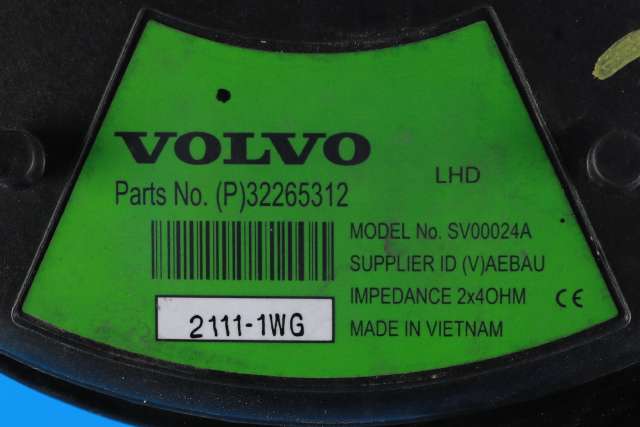 VOLVO
LHD
Parts No. (P)32265312
MODEL No. SV00024A
SUPPLIER ID (V)AEBAU
IMPEDANCE 2x4OHM
CE
2111-1WG
MADE IN VIETNAM